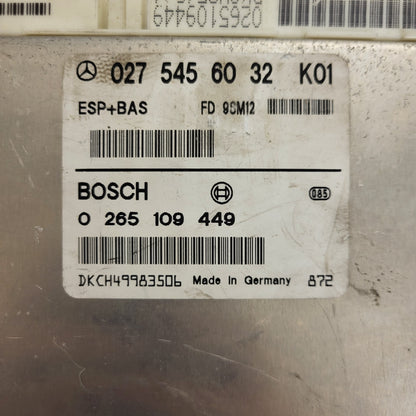 0265109449
027 545 60 32 K01
ESP+BAS FD 98M12
BOSCH
085
0 265 109 449
DKCH49983506 Made in Germany 872